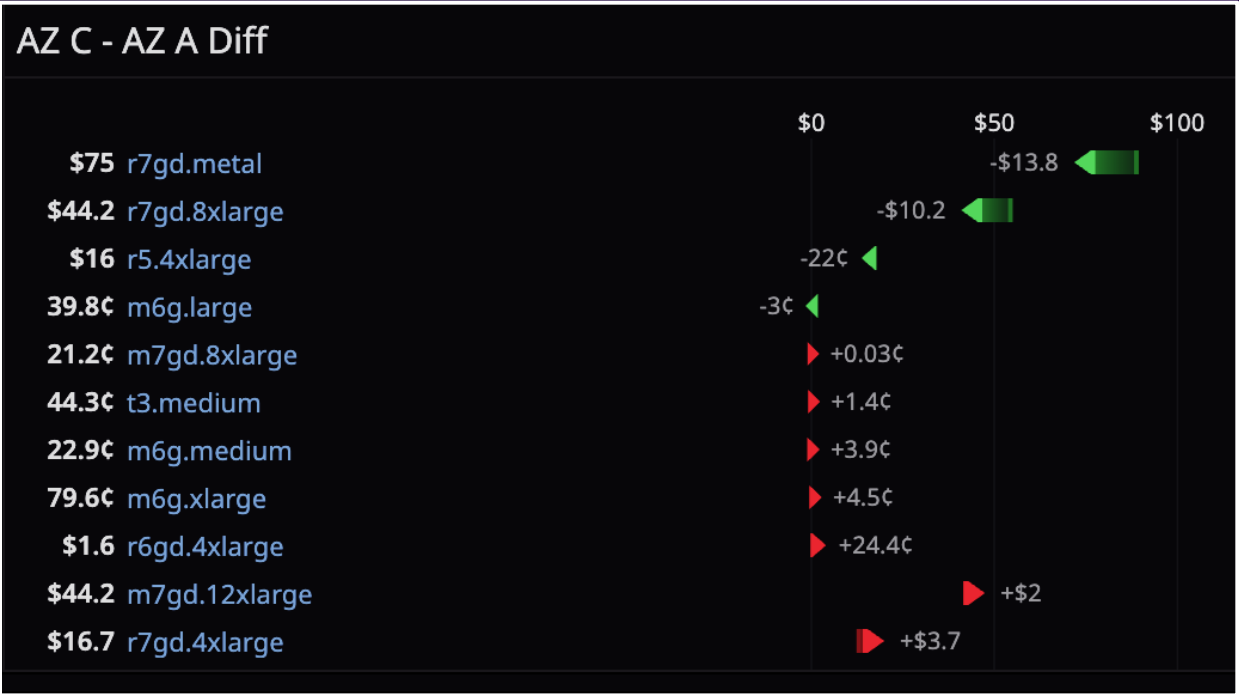 AZ C - AZ A Diff
$0 $50 $100
$75 r7gd.metal -$13.8
$44.2 r7gd.8xlarge -$10.2
$16 r5.4xlarge -22¢
39.8¢ m6g.large -3¢
21.2¢ m7gd.8xlarge +0.03¢
44.3¢ t3.medium +1.4¢
22.9¢ m6g.medium +3.9¢
79.6¢ m6g.xlarge +4.5¢
$1.6 r6gd.4xlarge +24.4¢
$44.2 m7gd.12xlarge +$2
$16.7 r7gd.4xlarge +$3.7